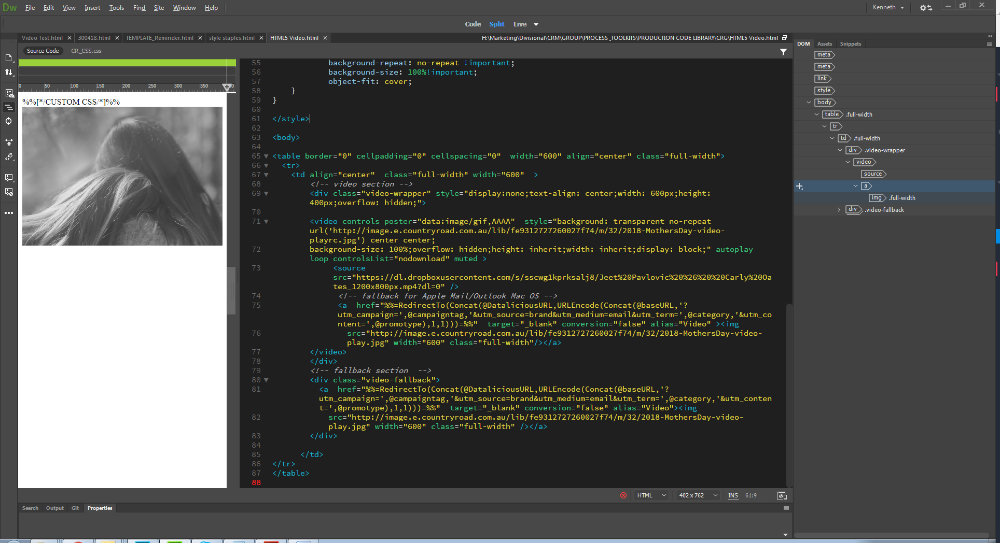 Dw File Edit View Insert Tools Find Site Window Help Kenneth
Code Split Live
Video Test.html 300418.html TEMPLATE_Reminder.html style staples.html HTML5 Video.html H:\Marketing\Divisional\CRM\GROUP\PROCESS_TOOLKITS\PRODUCTION CODE LIBRARY\CRG\HTML5 Video.html
Source Code CR_CSS.css
0 50 100 150 200 250 300 350
%%[*/CUSTOM CSS/*]%%
55 background-repeat: no-repeat !important;
56 background-size: 100%!important;
57 object-fit: cover;
58 }
59 }
60
61 </style>
62
63 <body>
64
65 <table border="0" cellpadding="0" cellspacing="0"  width="600" align="center" class="full-width">
66 <tr>
67 <td align="center"  class="full-width" width="600"  >
68 <!-- video section -->
69 <div class="video-wrapper" style="display:none;text-align: center;width: 600px;height:
400px;overflow: hidden;">
70
71 <video controls poster="data:image/gif,AAAA"  style="background: transparent no-repeat
url('http://image.e.countryroad.com.au/lib/fe9312727260027f74/m/32/2018-MothersDay-video-
playrc.jpg') center center;
72 background-size: 100%;overflow: hidden;height: inherit;width: inherit;display: block;" autoplay
loop controlsList="nodownload" muted >
73 <source
src="https://dl.dropboxusercontent.com/s/sscwg1kprksalj8/Jeet%20Pavlovic%20%26%20%20Carly%20Oa
tes_1200x800px.mp4?dl=0" />
74 <!-- fallback for Apple Mail/Outlook Mac OS -->
75 <a  href="%%=RedirectTo(Concat(@DataliciousURL,URLEncode(Concat(@baseURL,'?
utm_campaign=',@campaigntag,'&utm_source=brand&utm_medium=email&utm_term=',@category,'&utm_co
ntent=',@promotype),1,1)))=%%"  target="_blank" conversion="false" alias="Video" ><img
76 src="http://image.e.countryroad.com.au/lib/fe9312727260027f74/m/32/2018-MothersDay-video-
play.jpg" width="600" class="full-width"/></a>
77 </video>
78 </div>
79 <!-- fallback section  -->
80 <div class="video-fallback">
81 <a  href="%%=RedirectTo(Concat(@DataliciousURL,URLEncode(Concat(@baseURL,'?
utm_campaign=',@campaigntag,'&utm_source=brand&utm_medium=email&utm_term=',@category,'&utm_conten
t=',@promotype),1,1)))=%%"  target="_blank" conversion="false" alias="Video"><img
82 src="http://image.e.countryroad.com.au/lib/fe9312727260027f74/m/32/2018-MothersDay-video-
play.jpg" width="600" class="full-width" /></a>
83 </div>
84
85 </td>
86 </tr>
87 </table>
88
HTML 402 x 762 INS 61:9
Search Output Git Properties
DOM Assets Snippets
meta
meta
link
style
body
table .full-width
tr
td .full-width
div .video-wrapper
video
source
a
img .full-width
div .video-fallback